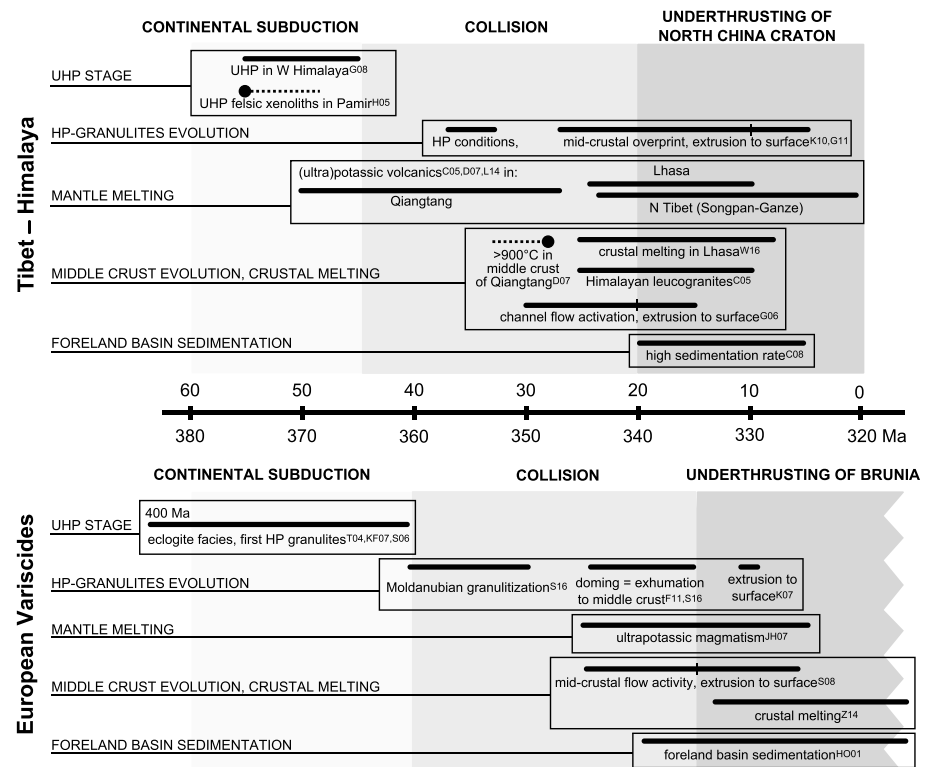 CONTINENTAL SUBDUCTION
COLLISION
UNDERTHRUSTING OF
NORTH CHINA CRATON
Tibet – Himalaya
UHP STAGE
UHP in W HimalayaG08
UHP felsic xenoliths in PamirH05
HP-GRANULITES EVOLUTION
HP conditions,
mid-crustal overprint, extrusion to surfaceK10,G11
MANTLE MELTING
(ultra)potassic volcanicsC05,D07,L14 in:
Lhasa
Qiangtang
N Tibet (Songpan-Ganze)
MIDDLE CRUST EVOLUTION, CRUSTAL MELTING
>900°C in
middle crust
of QiangtangD07
crustal melting in LhasaW16
Himalayan leucogranitesC05
channel flow activation, extrusion to surfaceG06
FORELAND BASIN SEDIMENTATION
high sedimentation rateC08
60 50 40 30 20 10 0
380 370 360 350 340 330 320 Ma
CONTINENTAL SUBDUCTION
COLLISION
UNDERTHRUSTING OF BRUNIA
European Variscides
UHP STAGE
400 Ma
eclogite facies, first HP granulitesT04,KF07,S06
HP-GRANULITES EVOLUTION
Moldanubian granulitizationS16
doming = exhumation
to middle crustF11,S16
extrusion to
surfaceK07
MANTLE MELTING
ultrapotassic magmatismJH07
MIDDLE CRUST EVOLUTION, CRUSTAL MELTING
mid-crustal flow activity, extrusion to surfaceS08
crustal meltingZ14
FORELAND BASIN SEDIMENTATION
foreland basin sedimentationHO01